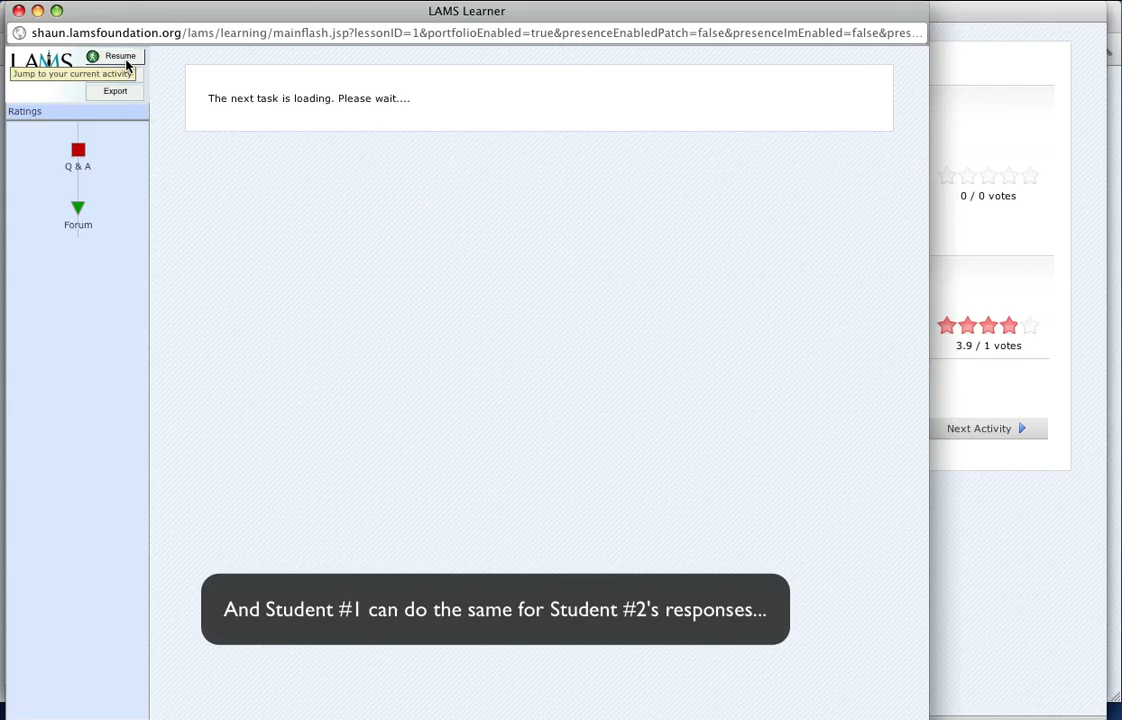 LAMS Learner
shaun.lamsfoundation.org/lams/learning/mainflash.jsp?lessonID=1&portfolioEnabled=true&presenceEnabledPatch=false&presenceImEnabled=false&pres...
LAMS
Resume
Jump to your current activity
Export
Ratings
Q & A
Forum
The next task is loading. Please wait....
0 / 0 votes
3.9 / 1 votes
Next Activity
And Student #1 can do the same for Student #2's responses...